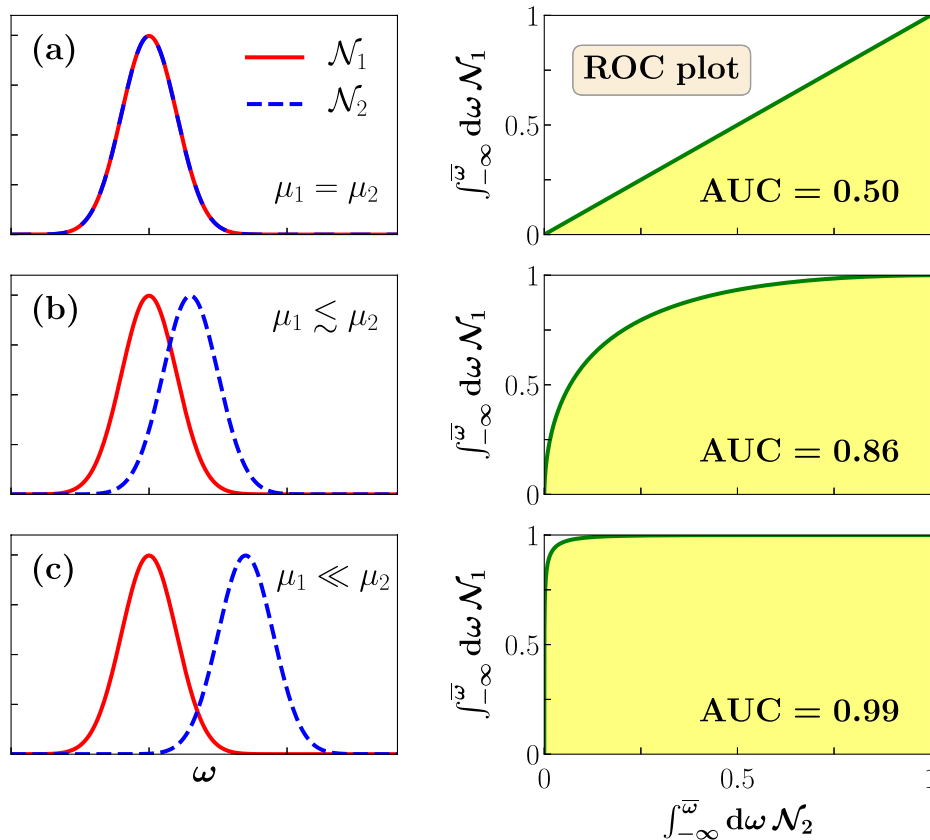 (a)
𝒩₁
𝒩₂
μ₁ = μ₂
ROC plot
AUC = 0.50
∫_{-∞}^{ω̅} dω 𝒩₁
1
0.5
0
(b)
μ₁ ≲ μ₂
AUC = 0.86
∫_{-∞}^{ω̅} dω 𝒩₁
1
0.5
0
(c)
μ₁ ≪ μ₂
ω
AUC = 0.99
∫_{-∞}^{ω̅} dω 𝒩₁
1
0.5
0
0 0.5 1
∫_{-∞}^{ω̅} dω 𝒩₂